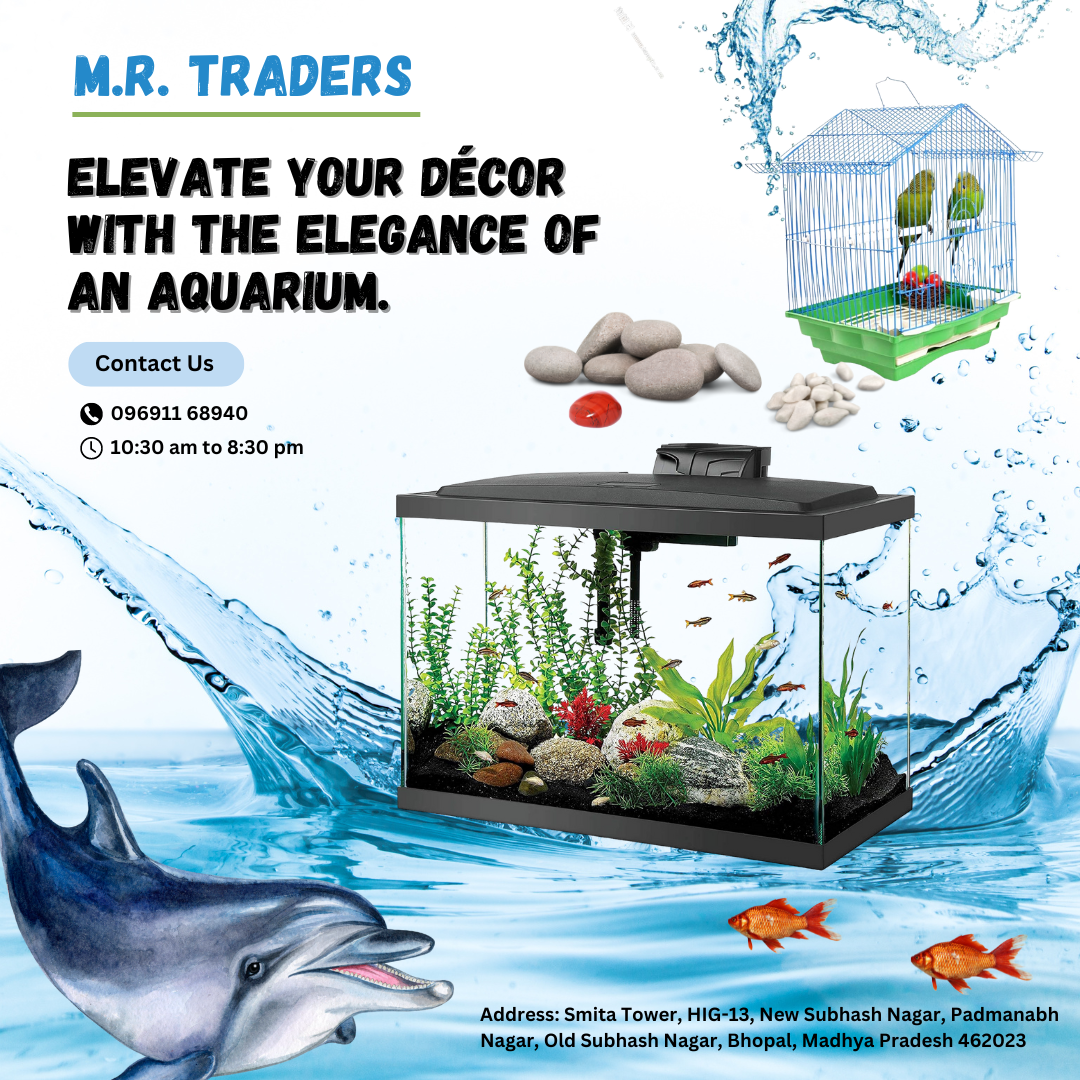 M.R. TRADERS
ELEVATE YOUR DÉCOR
WITH THE ELEGANCE OF
AN AQUARIUM.
Contact Us
096911 68940
10:30 am to 8:30 pm
Address: Smita Tower, HIG-13, New Subhash Nagar, Padmanabh
Nagar, Old Subhash Nagar, Bhopal, Madhya Pradesh 462023